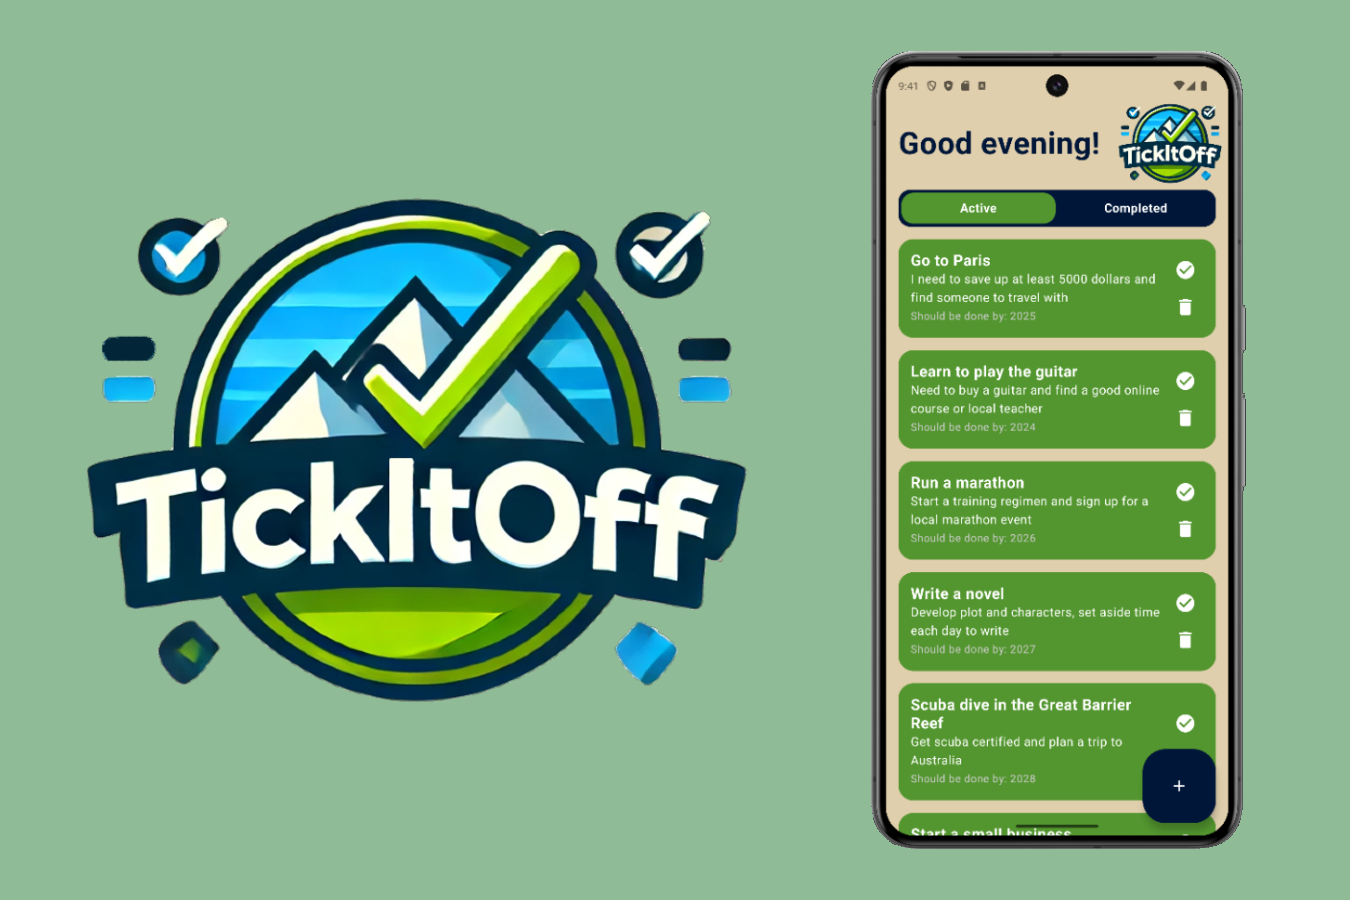 TickItOff
9:41
Good evening!
TickItOff
Active
Completed
Go to Paris
I need to save up at least 5000 dollars and
find someone to travel with
Should be done by: 2025
Learn to play the guitar
Need to buy a guitar and find a good online
course or local teacher
Should be done by: 2024
Run a marathon
Start a training regimen and sign up for a
local marathon event
Should be done by: 2026
Write a novel
Develop plot and characters, set aside time
each day to write
Should be done by: 2027
Scuba dive in the Great Barrier
Reef
Get scuba certified and plan a trip to
Australia
Should be done by: 2028
+
Start a small business